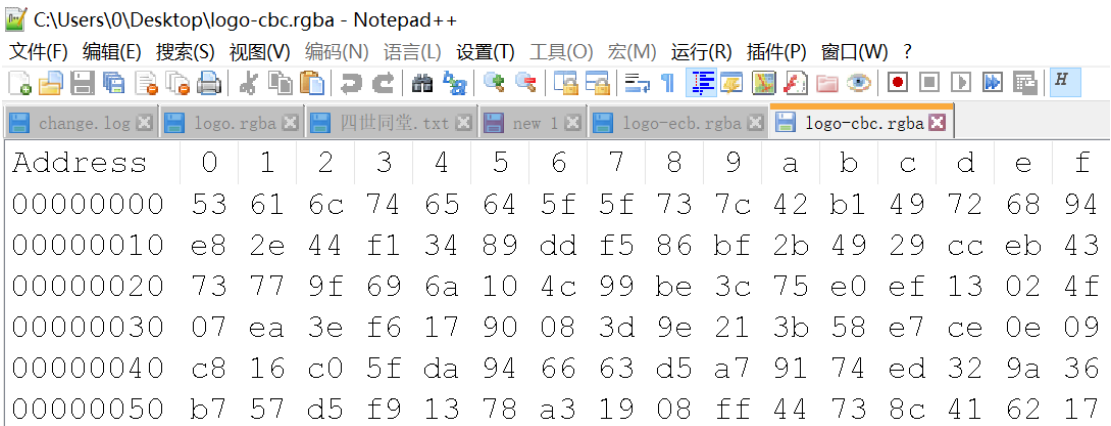 C:\Users\0\Desktop\logo-cbc.rgba - Notepad++
文件(F) 编辑(E) 搜索(S) 视图(V) 编码(N) 语言(L) 设置(T) 工具(O) 宏(M) 运行(R) 插件(P) 窗口(W) ?
change.log logo.rgba 四世同堂.txt new 1 logo-ecb.rgba logo-cbc.rgba
Address 0 1 2 3 4 5 6 7 8 9 a b c d e f
00000000 53 61 6c 74 65 64 5f 5f 73 7c 42 b1 49 72 68 94
00000010 e8 2e 44 f1 34 89 dd f5 86 bf 2b 49 29 cc eb 43
00000020 73 77 9f 69 6a 10 4c 99 be 3c 75 e0 ef 13 02 4f
00000030 07 ea 3e f6 17 90 08 3d 9e 21 3b 58 e7 ce 0e 09
00000040 c8 16 c0 5f da 94 66 63 d5 a7 91 74 ed 32 9a 36
00000050 b7 57 d5 f9 13 78 a3 19 08 ff 44 73 8c 41 62 17